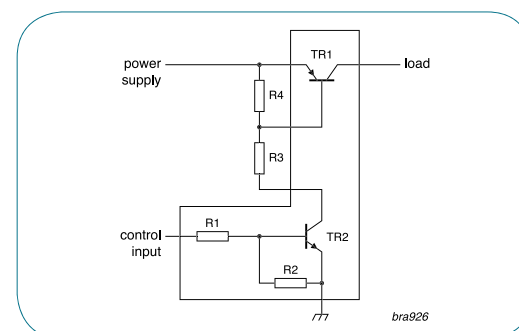 TR1
power
supply
load
R4
R3
R1
control
input
TR2
R2
bra926